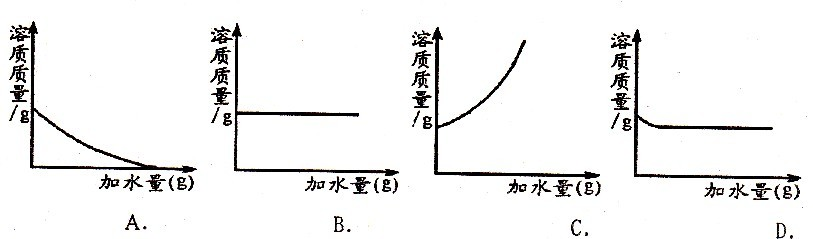 溶质质量/g
加水量(g)
A.
溶质质量/g
加水量(g)
B.
溶质质量/g
加水量(g)
C.
溶质质量/g
加水量(g)
D.